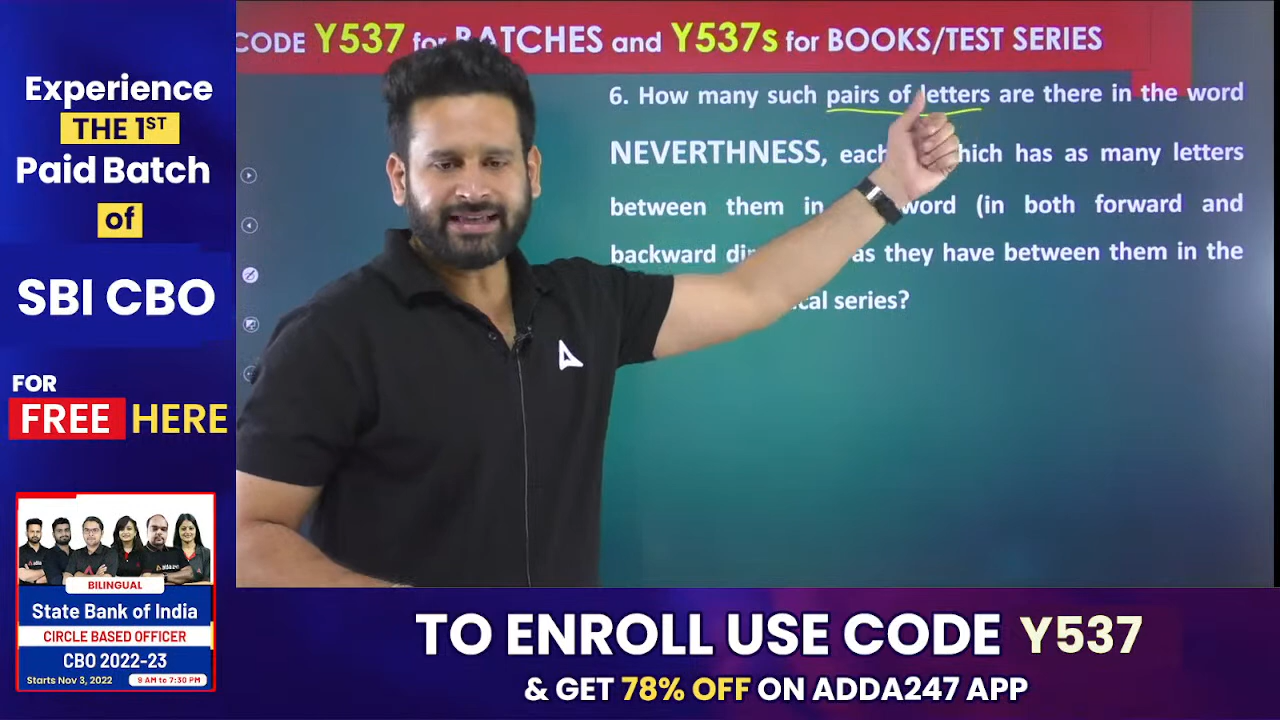 CODE Y537 for BATCHES and Y537s for BOOKS/TEST SERIES
Experience
THE 1ST
Paid Batch
of
SBI CBO
FOR
FREE HERE
6. How many such pairs of letters are there in the word
NEVERTHNESS, each has as many letters
between them in word (in both forward and
backward as they have between them in the
series?
BILINGUAL
State Bank of India
CIRCLE BASED OFFICER
CBO 2022-23
Starts Nov 3, 2022 9 AM to 7:30 PM
TO ENROLL USE CODE Y537
& GET 78% OFF ON ADDA247 APP